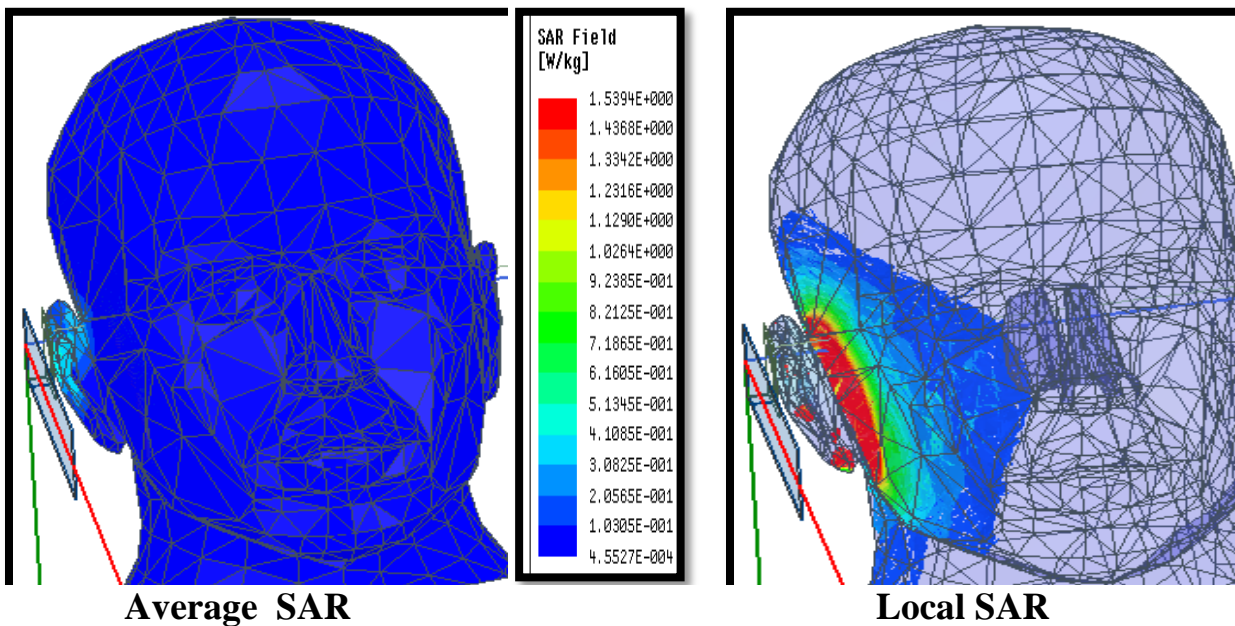 SAR Field
[W/kg]
1.5394E+000
1.4368E+000
1.3342E+000
1.2316E+000
1.1290E+000
1.0264E+000
9.2385E-001
8.2125E-001
7.1865E-001
6.1605E-001
5.1345E-001
4.1085E-001
3.0825E-001
2.0565E-001
1.0305E-001
4.5527E-004
Average SAR
Local SAR